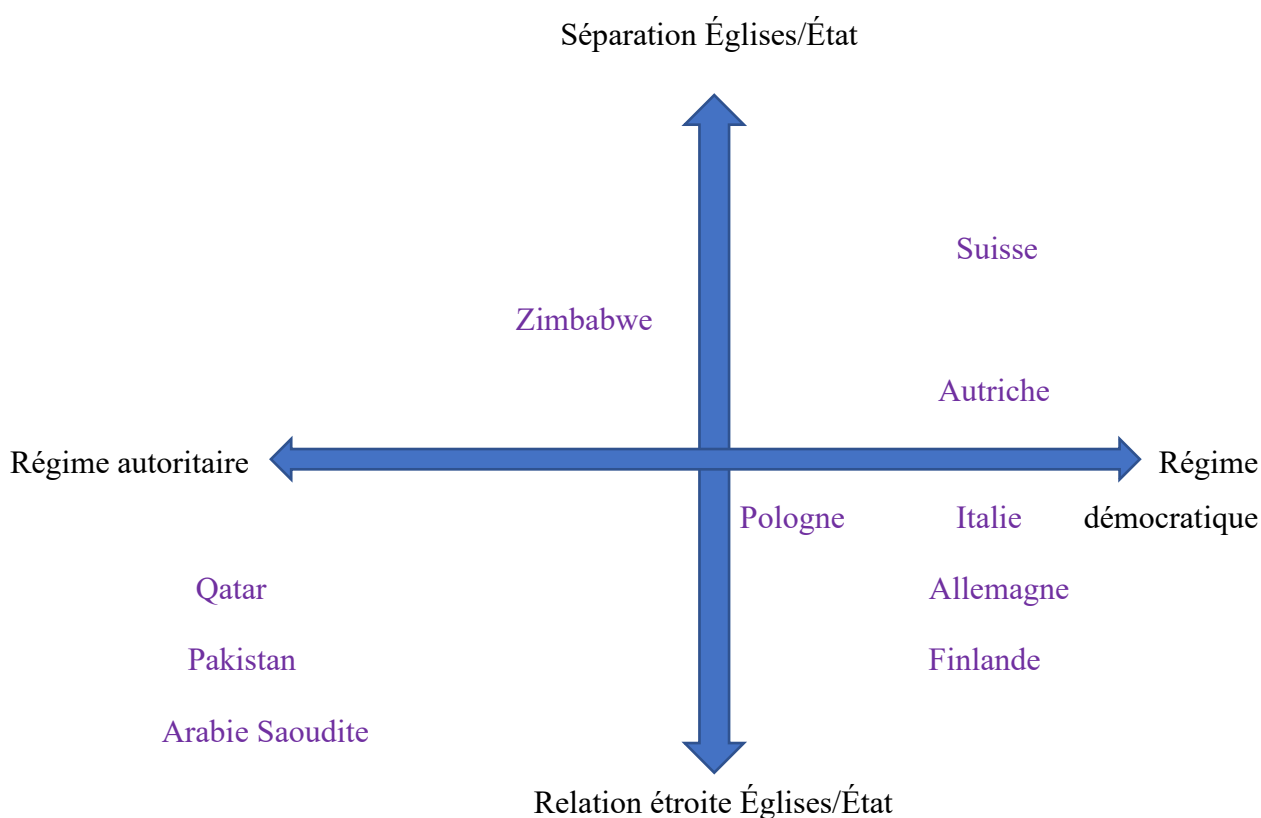 Séparation Églises/État
Suisse
Zimbabwe
Autriche
Régime autoritaire
Régime
démocratique
Pologne
Italie
Qatar
Allemagne
Pakistan
Finlande
Arabie Saoudite
Relation étroite Églises/État